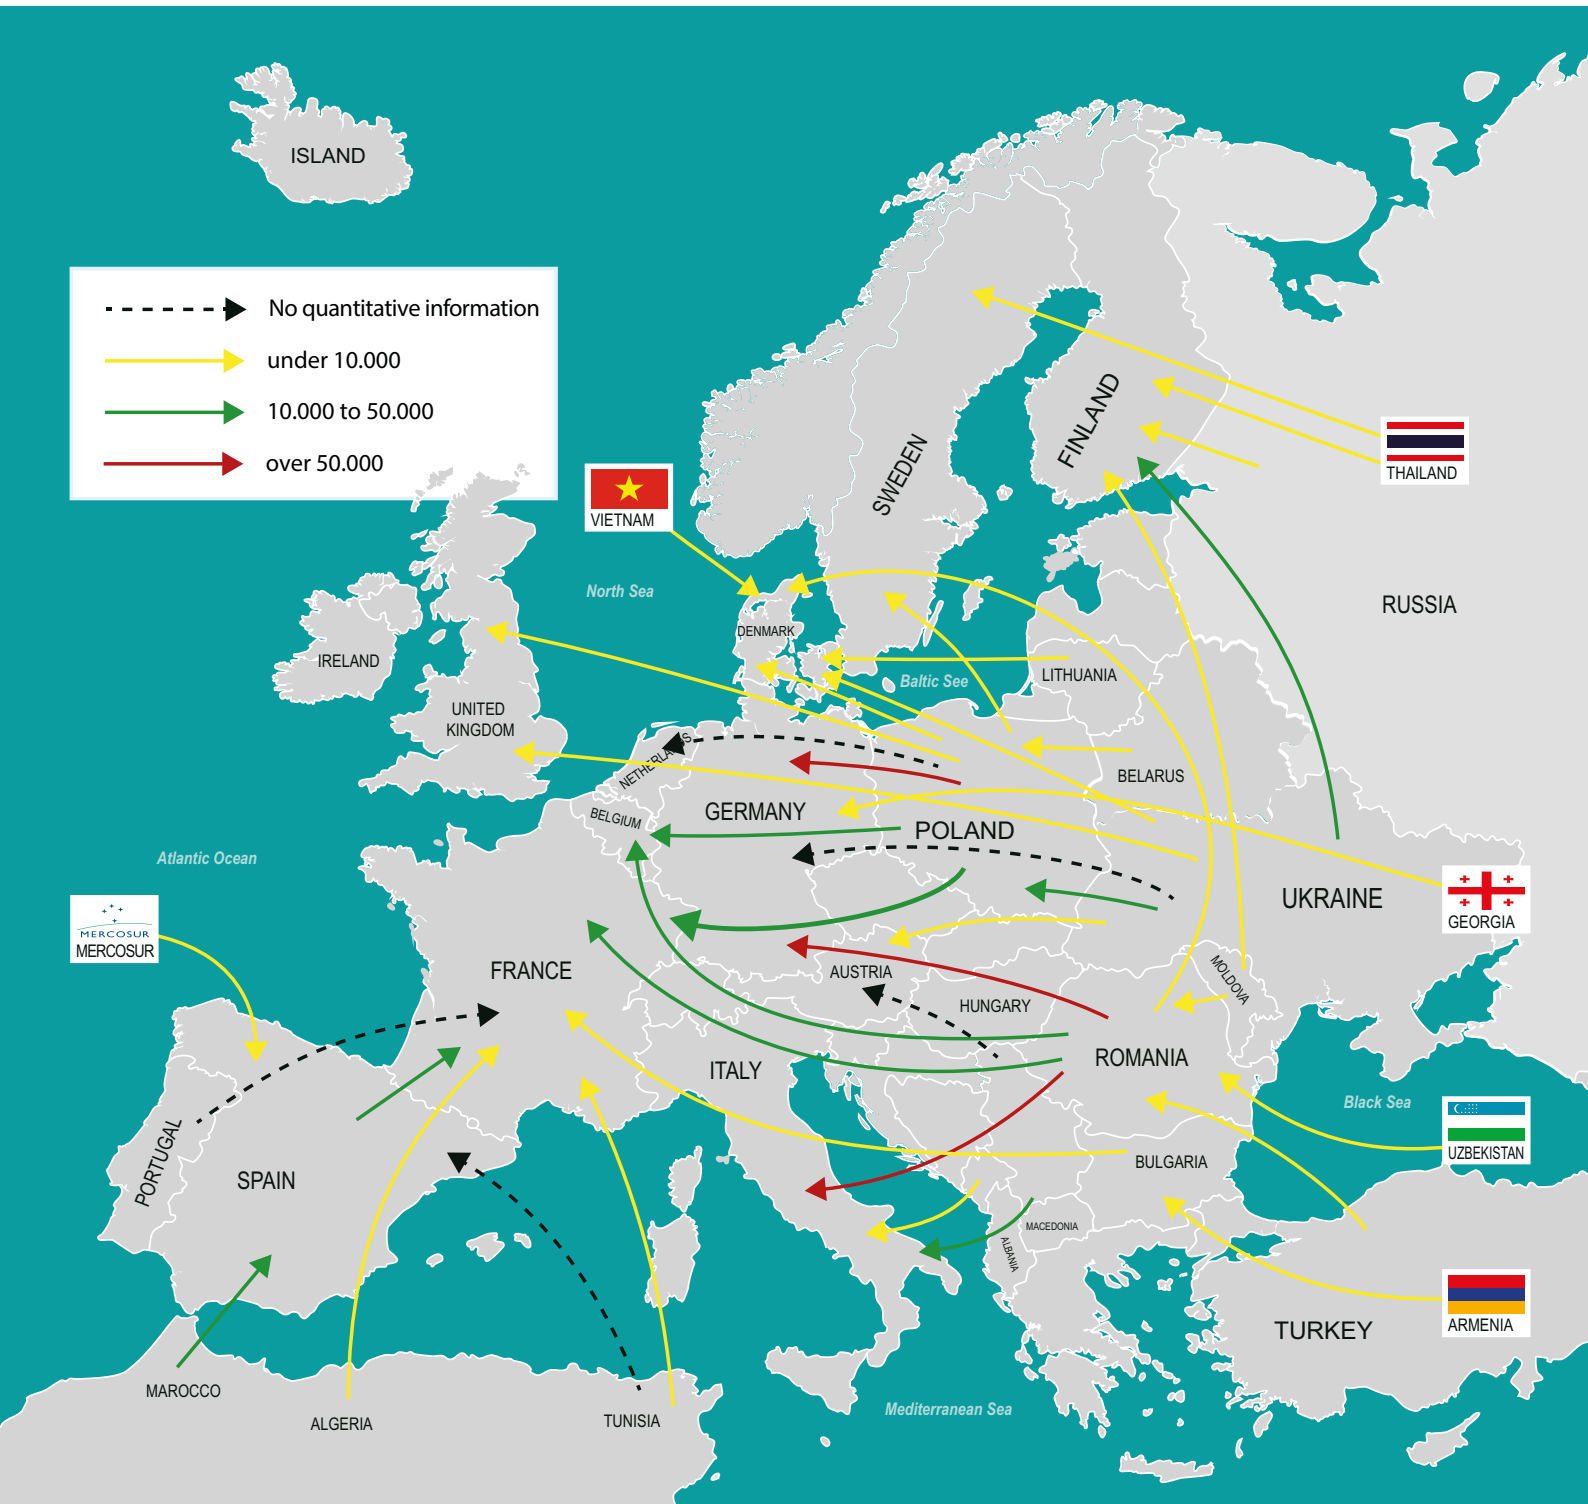 ISLAND
No quantitative information
under 10.000
10.000 to 50.000
over 50.000
VIETNAM
THAILAND
SWEDEN
FINLAND
North Sea
RUSSIA
DENMARK
IRELAND
LITHUANIA
Baltic See
UNITED
KINGDOM
NETHERLANDS
BELARUS
BELGIUM
GERMANY
POLAND
Atlantic Ocean
UKRAINE
GEORGIA
MERCOSUR
MERCOSUR
FRANCE
AUSTRIA
MOLDOVA
HUNGARY
ITALY
ROMANIA
Black Sea
PORTUGAL
SPAIN
BULGARIA
UZBEKISTAN
MACEDONIA
ALBANIA
ARMENIA
TURKEY
MAROCCO
ALGERIA
TUNISIA
Mediterranean Sea